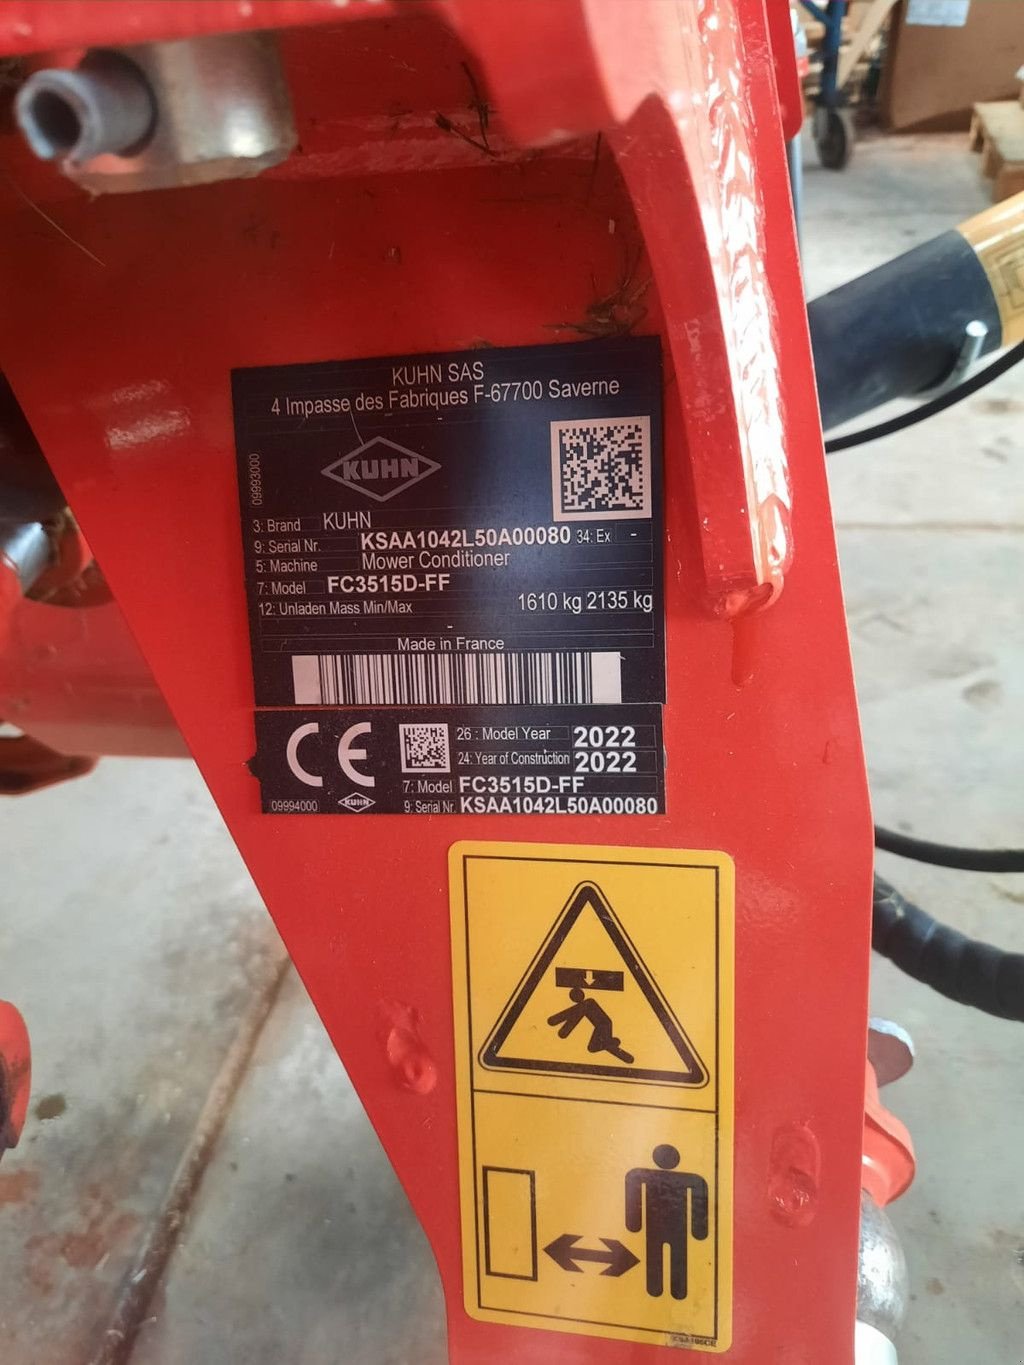 KUHN SAS
4 Impasse des Fabriques F-67700 Saverne
-
09993000
KUHN
3: Brand KUHN
9: Serial Nr. KSAA1042L50A00080 34: Ex -
5: Machine Mower Conditioner
7: Model FC3515D-FF
12: Unladen Mass Min/Max 1610 kg 2135 kg
-
Made in France
CE
26 : Model Year 2022
24: Year of Construction 2022
7: Model FC3515D-FF
09994000 KUHN 9: Serial Nr. KSAA1042L50A00080